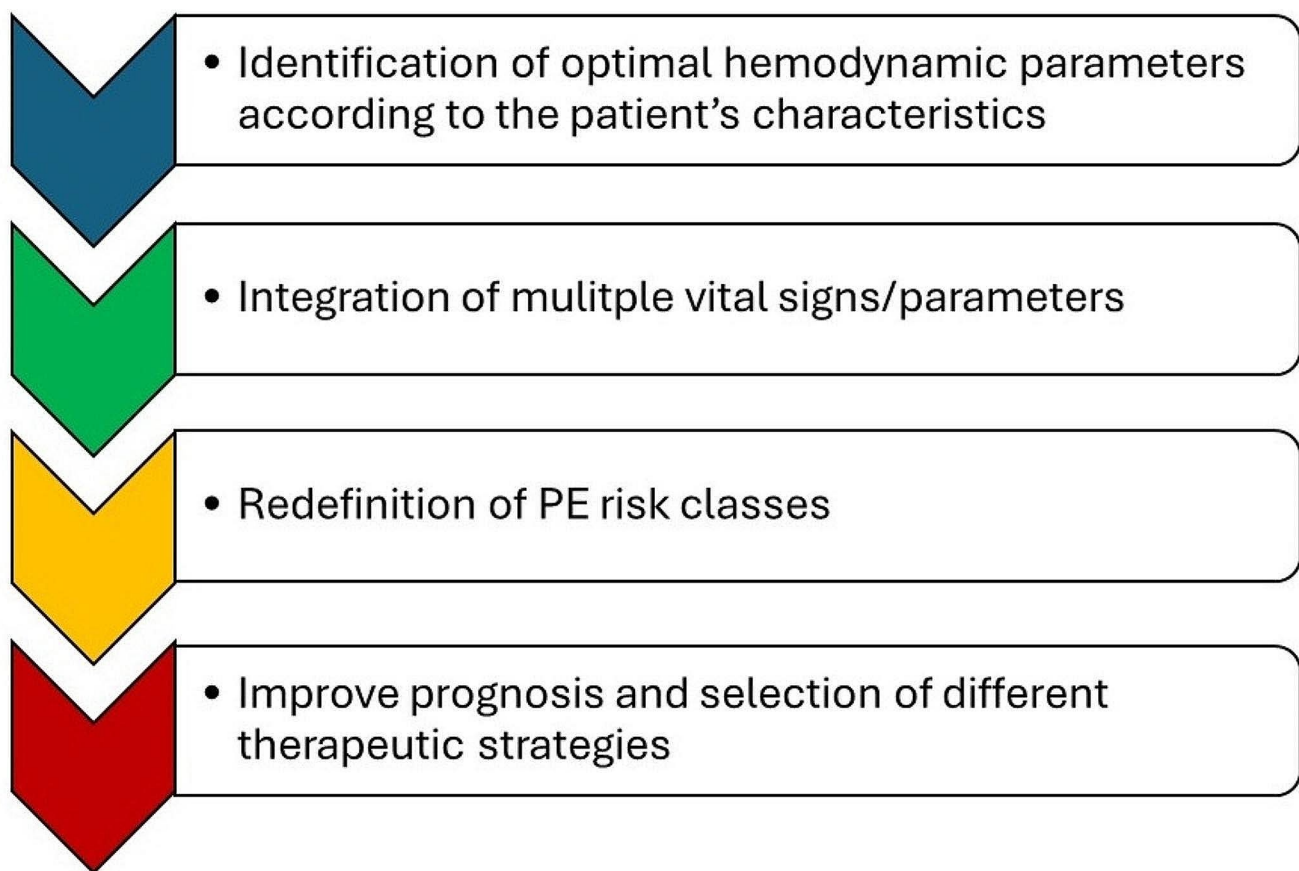 • Identification of optimal hemodynamic parameters
according to the patient’s characteristics
• Integration of mulitple vital signs/parameters
• Redefinition of PE risk classes
• Improve prognosis and selection of different
therapeutic strategies